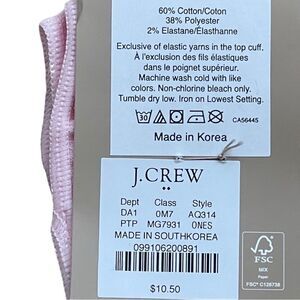 60% Cotton/Coton
38% Polyester
2% Elastane/Élasthanne
Exclusive of elastic yarns in the top cuff.
À l'exclusion des fils élastiques
dans le poignet supérieur.
Machine wash cold with like
colors. Non-chlorine bleach only.
Tumble dry low. Iron on Lowest Setting.
30
CA56445
Made in Korea
J.CREW
Dept Class Style
DA1 0M7 AQ314
PTP MG7931 0NES
MADE IN SOUTHKOREA
099106200891
$10.50
FSC
MIX
Paper
FSC® C128738